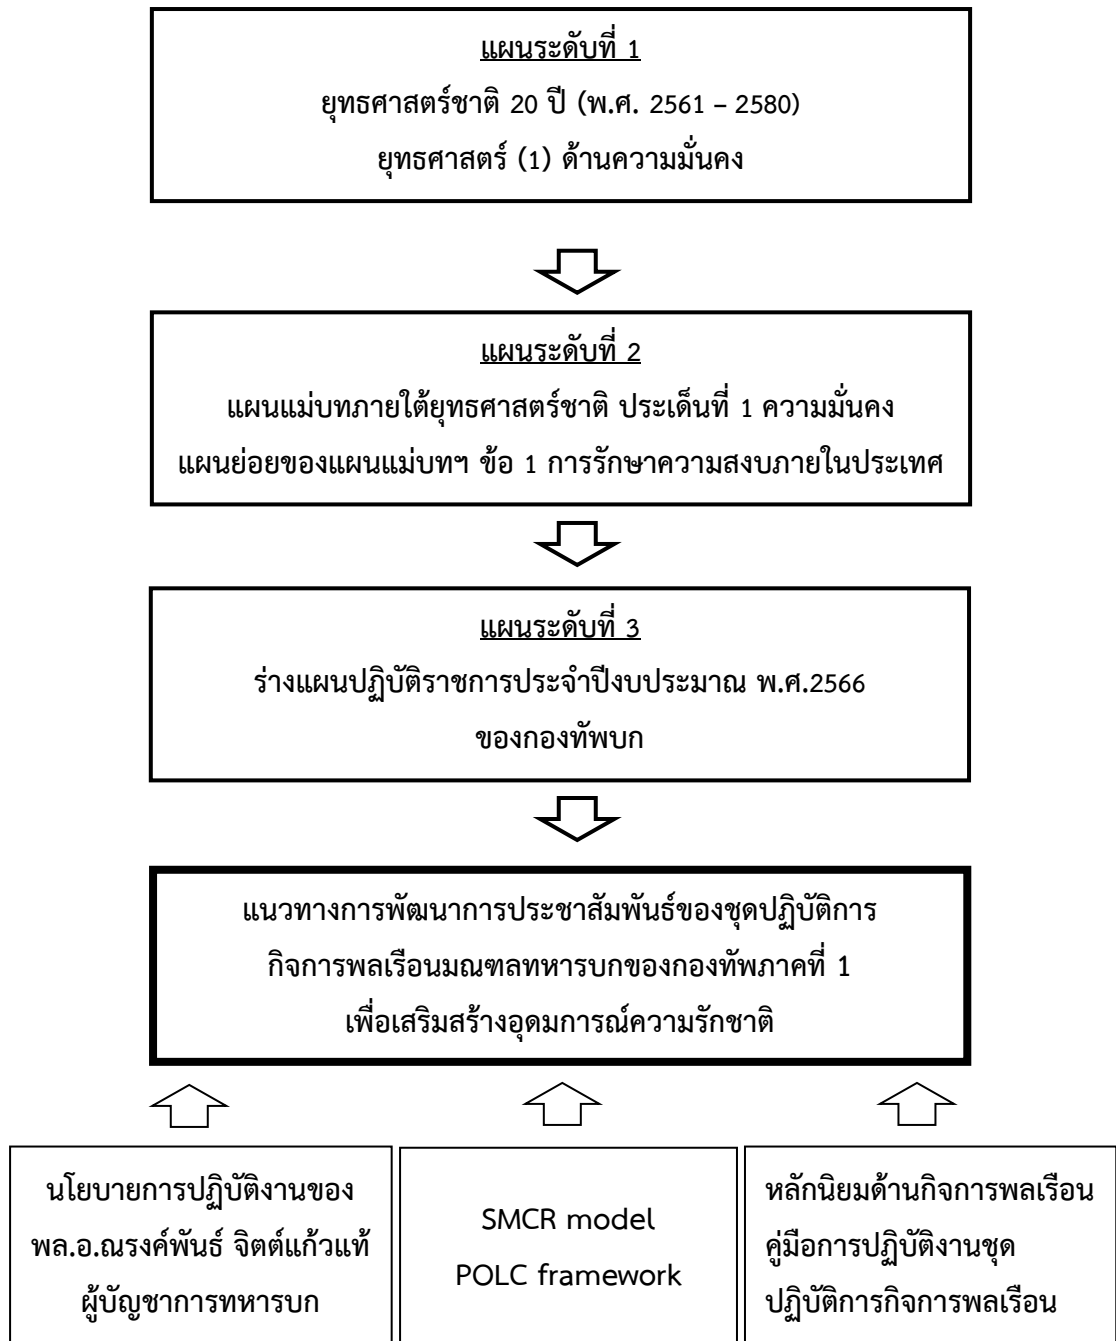 แผนระดับที่ 1
ยุทธศาสตร์ชาติ 20 ปี (พ.ศ. 2561 – 2580)
ยุทธศาสตร์ (1) ด้านความมั่นคง
แผนระดับที่ 2
แผนแม่บทภายใต้ยุทธศาสตร์ชาติ ประเด็นที่ 1 ความมั่นคง
แผนย่อยของแผนแม่บทฯ ข้อ 1 การรักษาความสงบภายในประเทศ
แผนระดับที่ 3
ร่างแผนปฏิบัติราชการประจำปีงบประมาณ พ.ศ.2566
ของกองทัพบก
แนวทางการพัฒนาการประชาสัมพันธ์ของชุดปฏิบัติการ
กิจการพลเรือนมณฑลทหารบกของกองทัพภาคที่ 1
เพื่อเสริมสร้างอุดมการณ์ความรักชาติ
นโยบายการปฏิบัติงานของ
พล.อ.ณรงค์พันธ์ จิตต์แก้วแท้
ผู้บัญชาการทหารบก
SMCR model
POLC framework
หลักนิยมด้านกิจการพลเรือน
คู่มือการปฏิบัติงานชุด
ปฏิบัติการกิจการพลเรือน